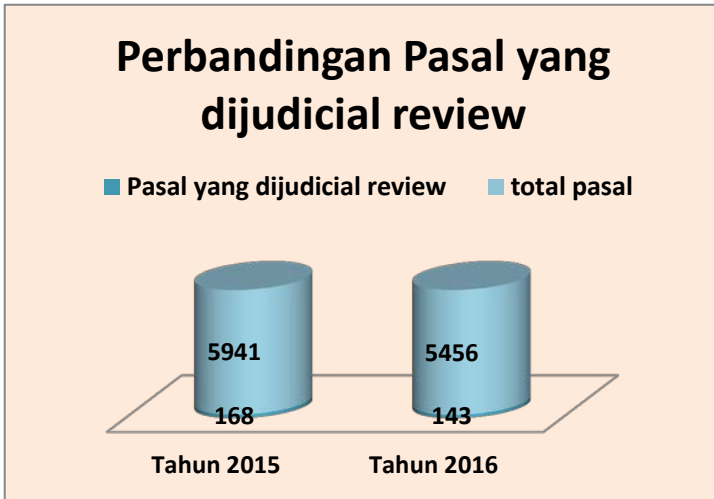 Perbandingan Pasal yang
dijudicial review
Pasal yang dijudicial review total pasal
5941 5456
168 143
Tahun 2015 Tahun 2016